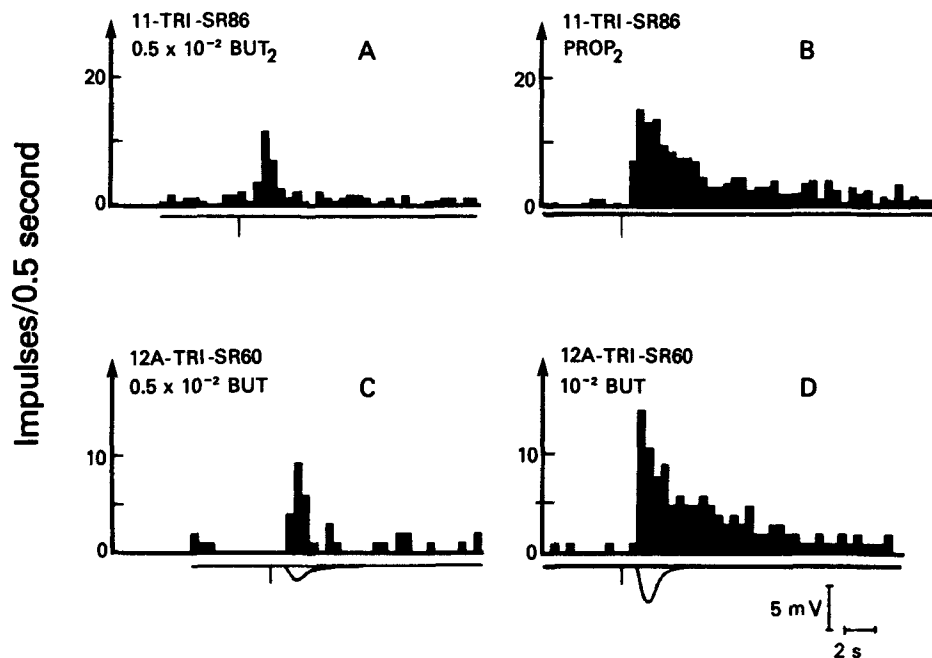 11-TRI-SR86
0.5 x 10⁻² BUT₂
A
20
10
0
11-TRI-SR86
PROP₂
B
20
10
0
Impulses/0.5 second
12A-TRI-SR60
0.5 x 10⁻² BUT
C
10
0
12A-TRI-SR60
10⁻² BUT
D
10
0
5 mV
2 s